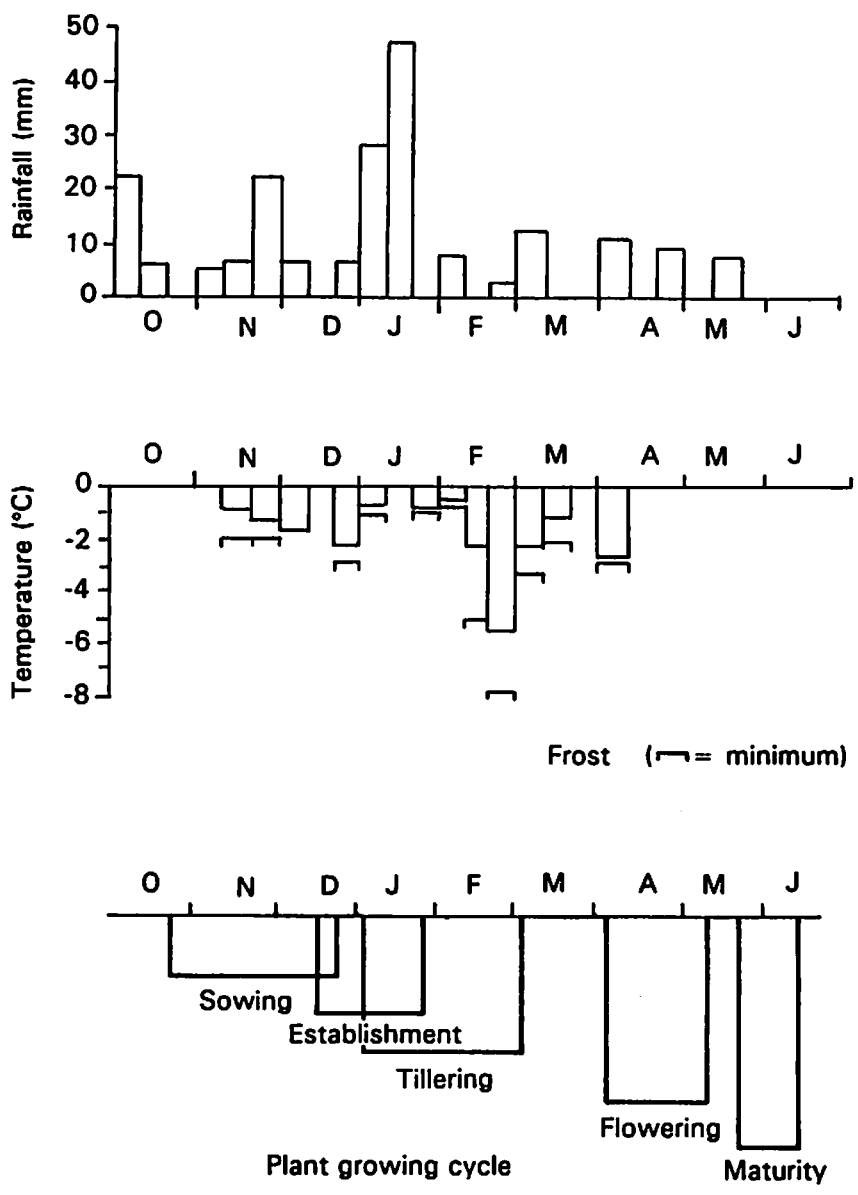 Rainfall (mm)
50
40
30
20
10
0
O N D J F M A M J
O N D J F M A M J
Temperature (°C)
0
-2
-4
-6
-8
Frost ( = minimum)
O N D J F M A M J
Sowing
Establishment
Tillering
Flowering
Maturity
Plant growing cycle